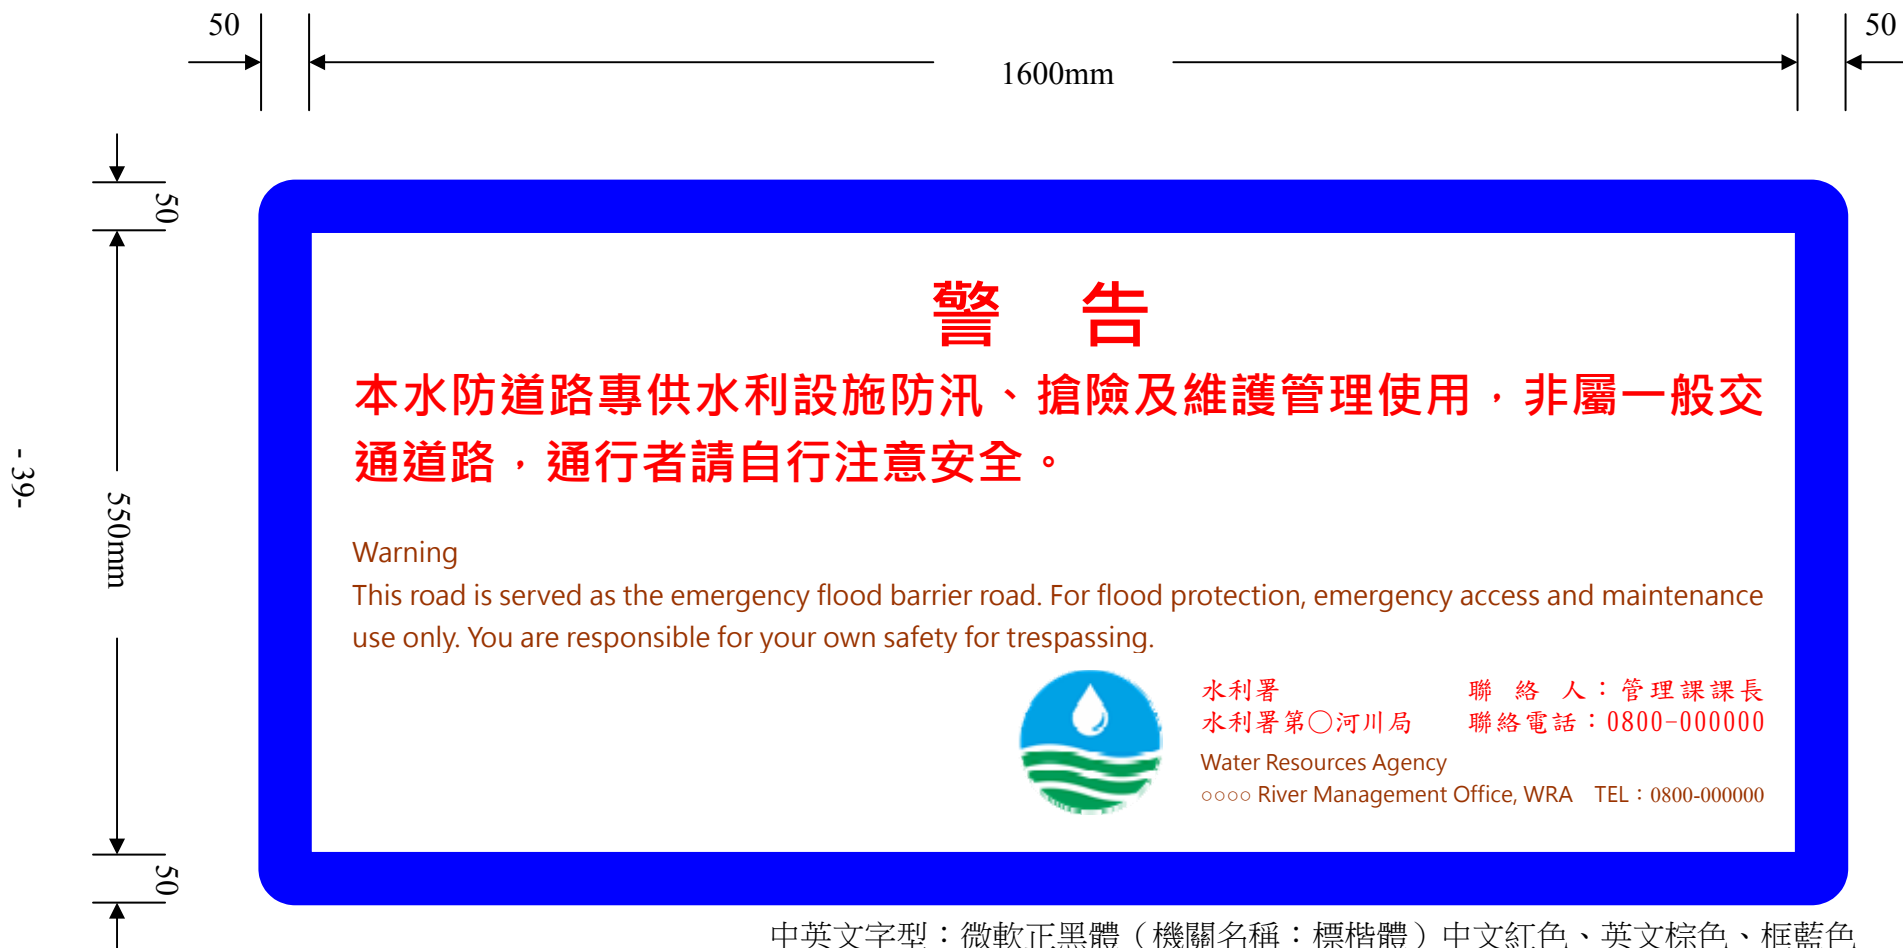 50
50
1600mm
50
警 告
本水防道路專供水利設施防汛、搶險及維護管理使用，非屬一般交
通道路，通行者請自行注意安全。
- 39-
550mm
Warning
This road is served as the emergency flood barrier road. For flood protection, emergency access and maintenance
use only. You are responsible for your own safety for trespassing.
水利署 聯 絡 人：管理課課長
水利署第○河川局 聯絡電話：0800-000000
Water Resources Agency
○○○○ River Management Office, WRA TEL：0800-000000
50
中英文字型：微軟正黑體（機關名稱：標楷體）中文紅色、英文棕色、框藍色